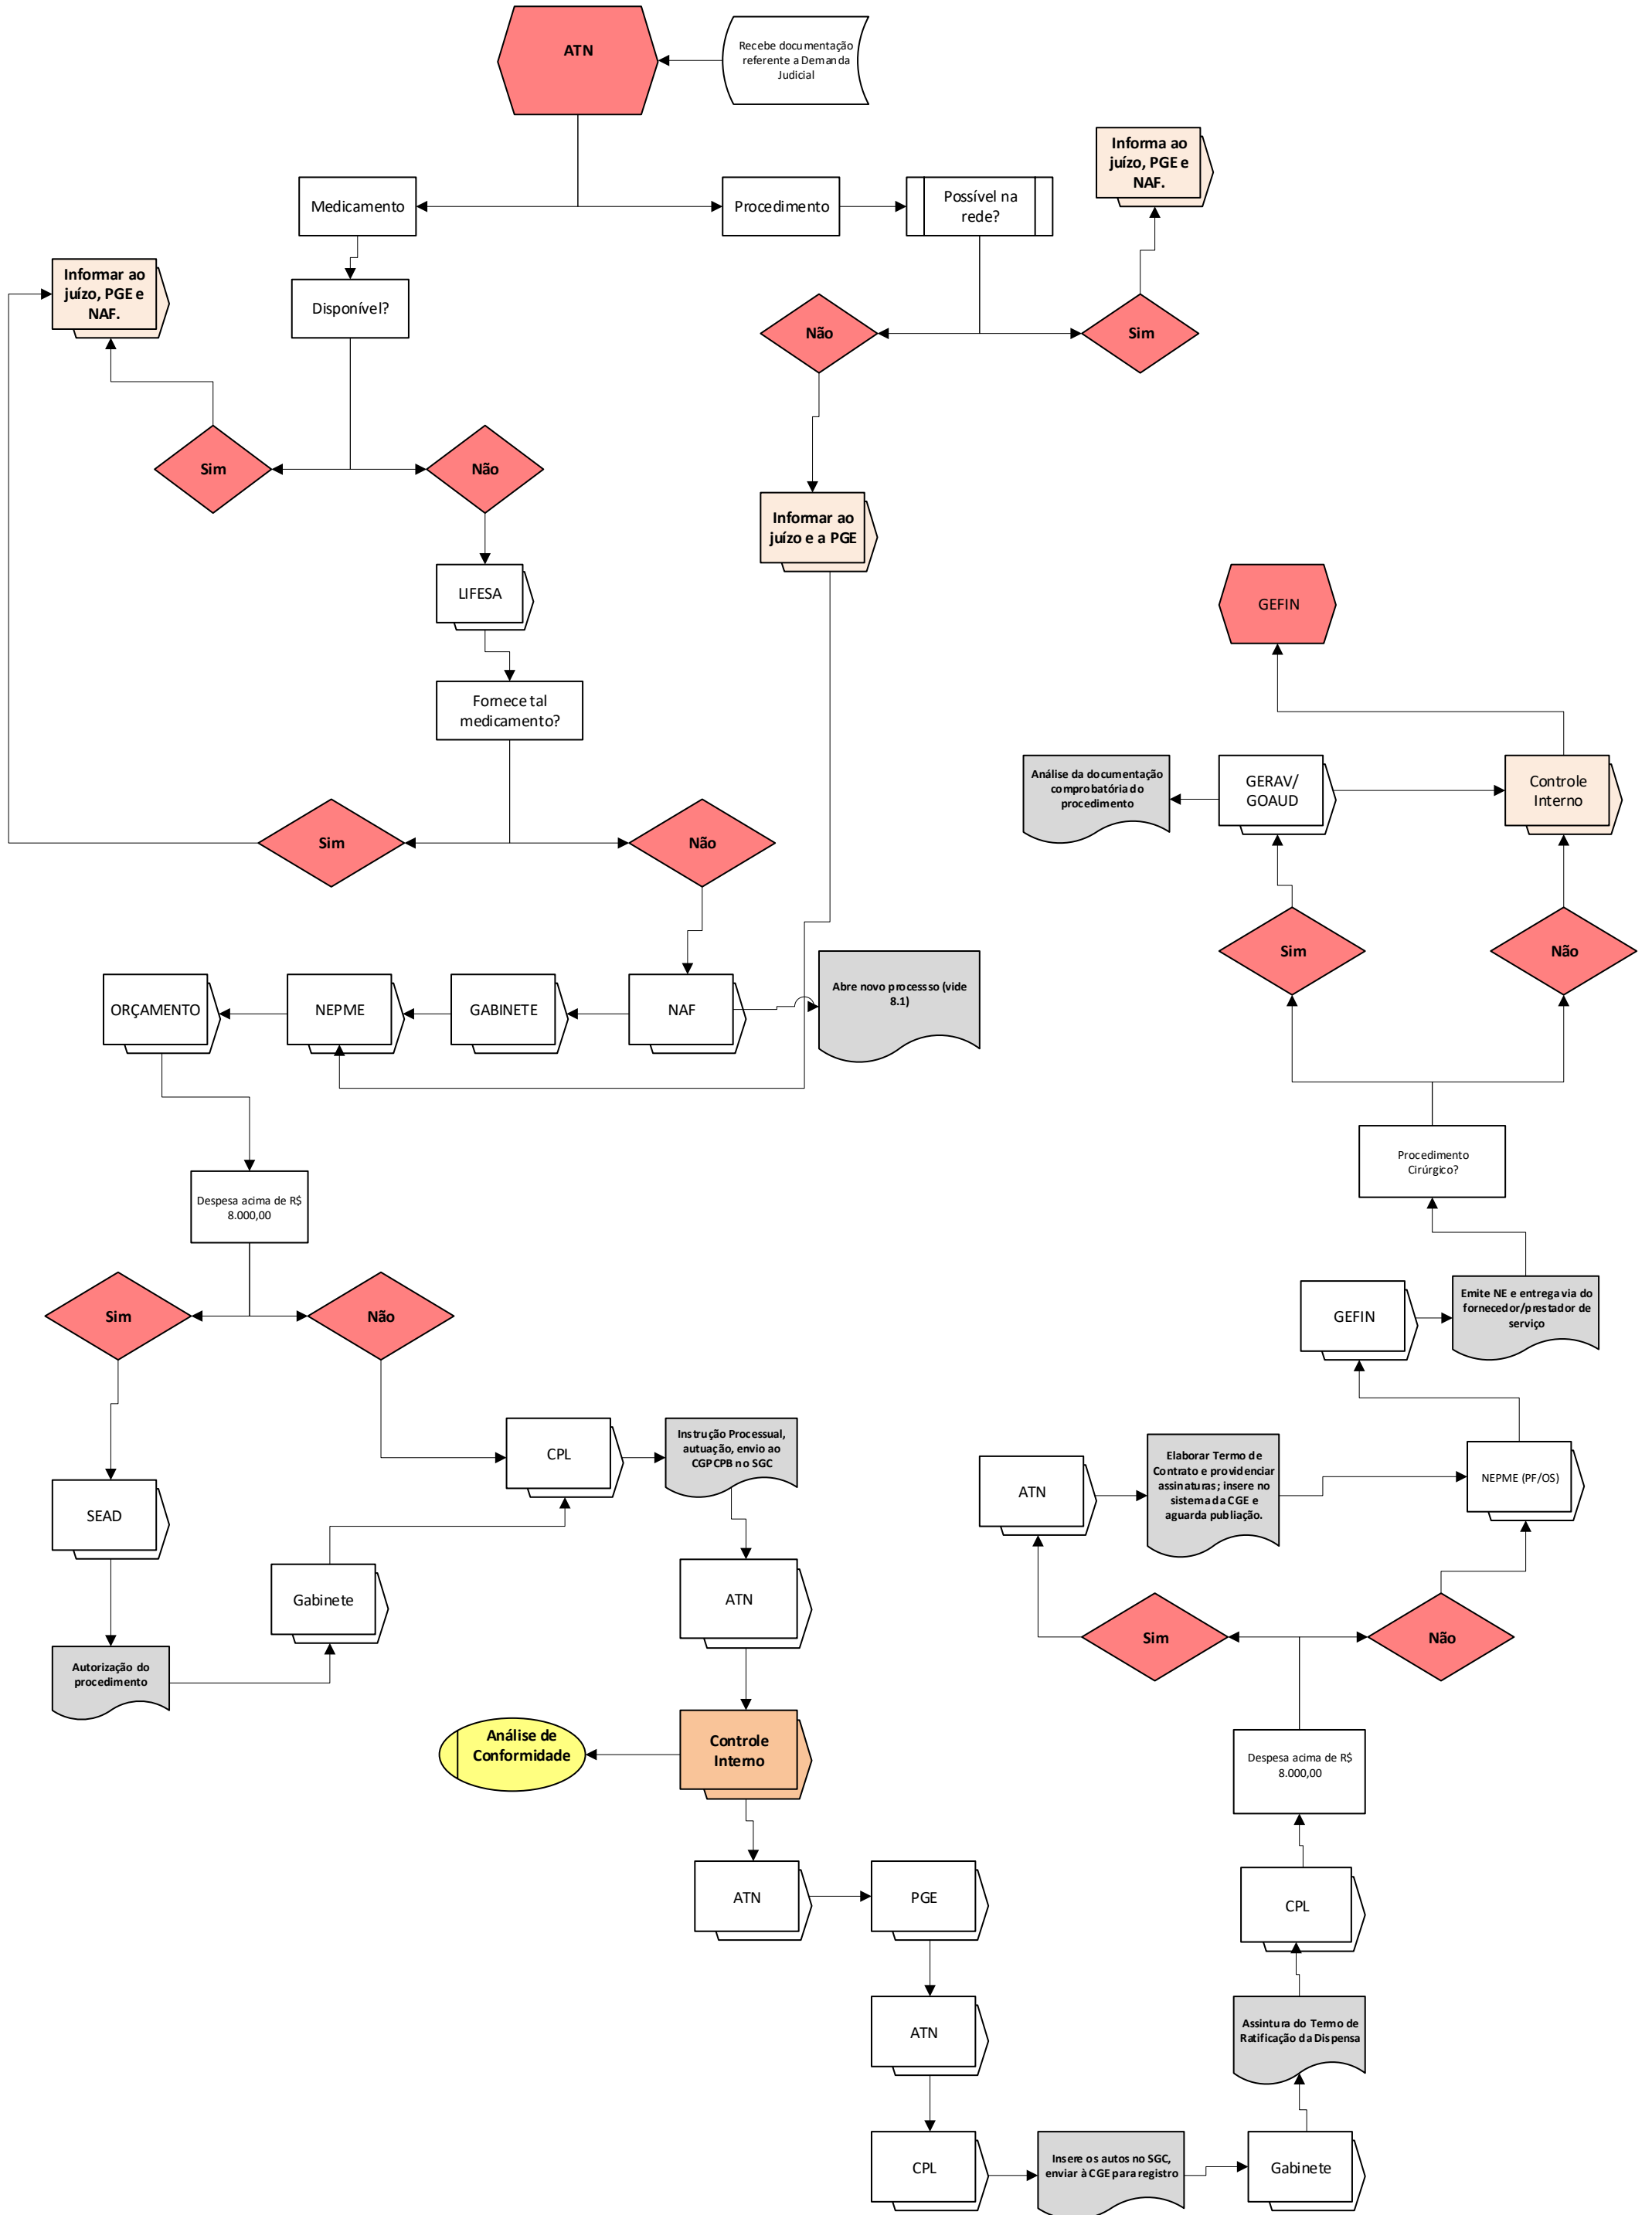 ATN
Recebe documentação
referente a Demanda
Judicial
Informa ao
juízo, PGE e
NAF.
Medicamento
Procedimento
Possível na
rede?
Informar ao
juízo, PGE e
NAF.
Disponível?
Não
Sim
Sim
Não
Informar ao
juízo e a PGE
LIFESA
GEFIN
Fornece tal
medicamento?
Análise da documentação
comprobatória do
procedimento
GERAV/
GOAUD
Controle
Interno
Sim
Não
Sim
Não
ORÇAMENTO
NEPME
GABINETE
NAF
Abre novo processso (vide
8.1)
Procedimento
Cirúrgico?
Despesa acima de R$
8.000,00
Sim
Não
GEFIN
Emite NE e entrega via do
fornecedor/prestador de
serviço
CPL
Instrução Processual,
autuação, envio ao
CGPCPB no SGC
ATN
Elaborar Termo de
Contrato e providenciar
assinaturas; insere no
sistema da CGE e
aguarda publiação.
NEPME (PF/OS)
SEAD
Gabinete
ATN
Sim
Não
Autorização do
procedimento
Análise de
Conformidade
Controle
Interno
Despesa acima de R$
8.000,00
ATN
PGE
CPL
ATN
Assintura do Termo de
Ratificação da Dispensa
CPL
Insere os autos no SGC,
enviar à CGE para registro
Gabinete